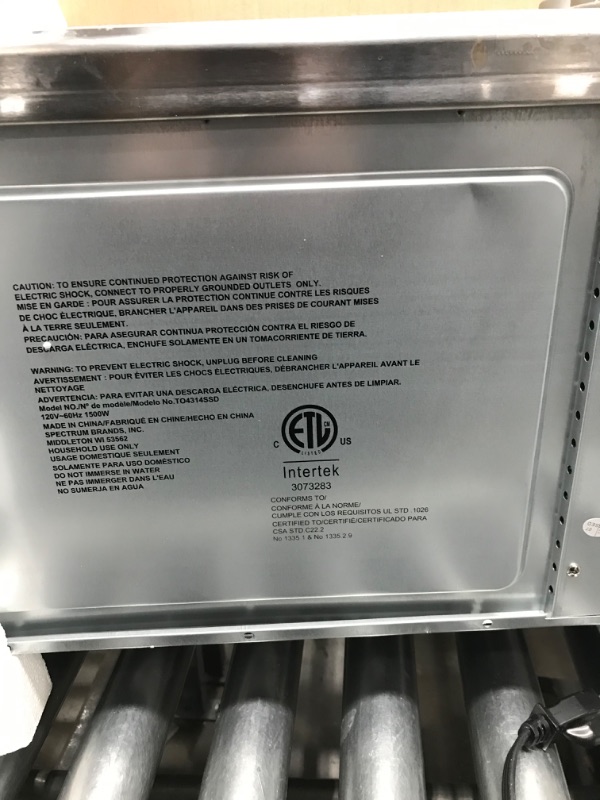 CAUTION: TO ENSURE CONTINUED PROTECTION AGAINST RISK OF
ELECTRIC SHOCK, CONNECT TO PROPERLY GROUNDED OUTLETS ONLY.
MISE EN GARDE : POUR ASSURER LA PROTECTION CONTINUE CONTRE LES RISQUES
DE CHOC ÉLECTRIQUE, BRANCHER L'APPAREIL DANS DES PRISES DE COURANT MISES
À LA TERRE SEULEMENT.
PRECAUCIÓN: PARA ASEGURAR CONTINUA PROTECCIÓN CONTRA EL RIESGO DE
DESCARGA ELÉCTRICA, ENCHUFE SOLAMENTE EN UN TOMACORRIENTE DE TIERRA.
WARNING: TO PREVENT ELECTRIC SHOCK, UNPLUG BEFORE CLEANING
AVERTISSEMENT : POUR ÉVITER LES CHOCS ÉLECTRIQUES, DÉBRANCHER L'APPAREIL AVANT LE
NETTOYAGE
ADVERTENCIA: PARA EVITAR UNA DESCARGA ELÉCTRICA, DESENCHUFE ANTES DE LIMPIAR.
Model NO./Nº de modèle/Modelo No.TO4314SSD
120V~60Hz 1500W
MADE IN CHINA/FABRIQUÉ EN CHINE/HECHO EN CHINA
SPECTRUM BRANDS, INC.
MIDDLETON WI 53562
HOUSEHOLD USE ONLY
USAGE DOMESTIQUE SEULEMENT
SOLAMENTE PARA USO DOMÉSTICO
DO NOT IMMERSE IN WATER
NE PAS IMMERGER DANS L'EAU
NO SUMERJA EN AGUA
C ETL CM US
LISTED
Intertek
3073283
CONFORMS TO/
CONFORME À LA NORME/
CUMPLE CON LOS REQUISITOS UL STD .1026
CERTIFIED TO/CERTIFIÉ/CERTIFICADO PARA
CSA STD.C22.2
No 1335.1 & No 1335.2.9